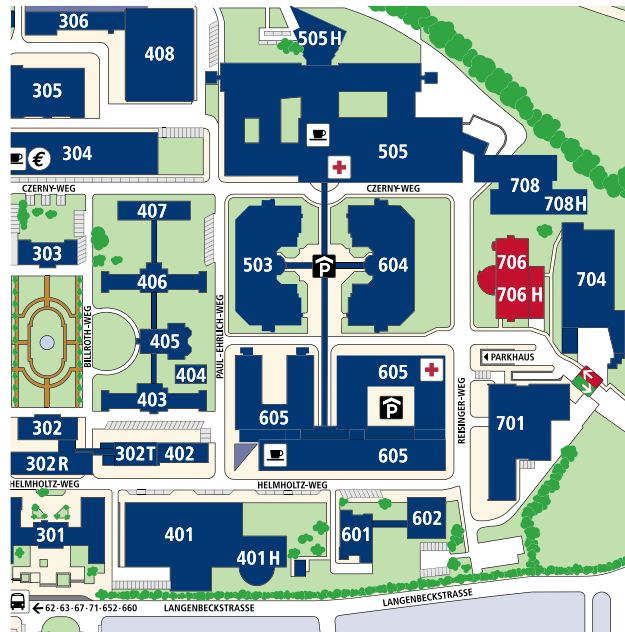 306
408
505 H
305
304
€
505
CZERNY-WEG
CZERNY-WEG
708
708 H
407
303
503
P
604
706
706 H
704
406
BILLROTH-WEG
PAUL-EHRLICH-WEG
405
404
403
PARKHAUS
605
605
P
REISINGER-WEG
701
302
302 R
302T
402
605
HELMHOLTZ-WEG
HELMHOLTZ-WEG
301
401
401 H
601
602
62·63·67·71·652·660
LANGENBECKSTRASSE
LANGENBECKSTRASSE